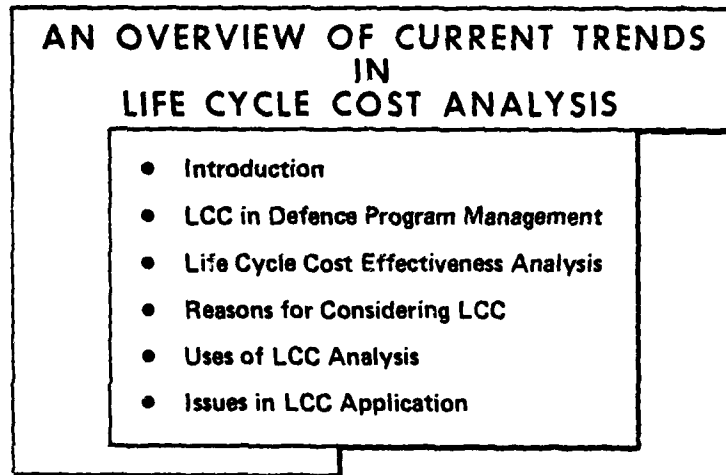 AN OVERVIEW OF CURRENT TRENDS
IN
LIFE CYCLE COST ANALYSIS
• Introduction
• LCC in Defence Program Management
• Life Cycle Cost Effectiveness Analysis
• Reasons for Considering LCC
• Uses of LCC Analysis
• Issues in LCC Application